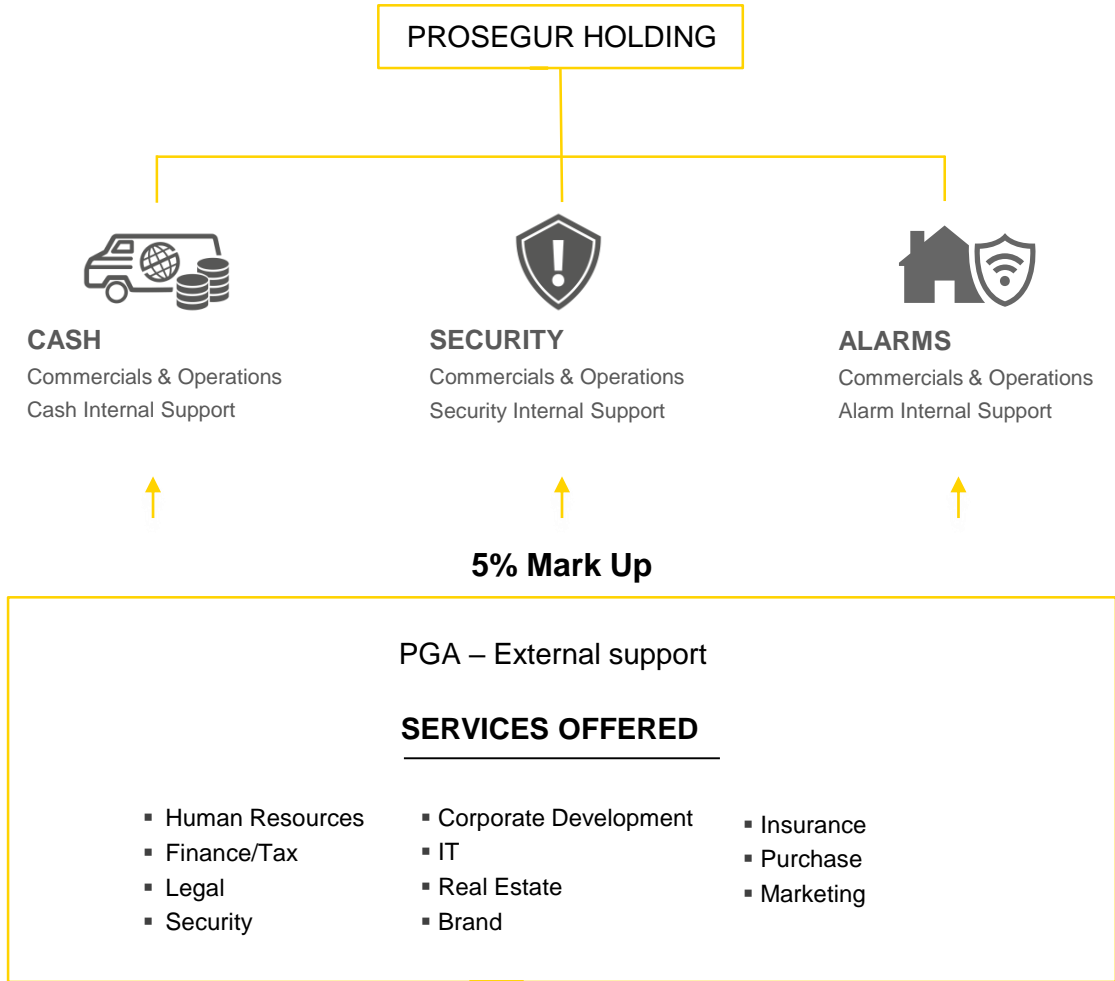 PROSEGUR HOLDING
CASH
Commercials & Operations
Cash Internal Support
SECURITY
Commercials & Operations
Security Internal Support
ALARMS
Commercials & Operations
Alarm Internal Support
5% Mark Up
PGA – External support
SERVICES OFFERED
▪ Human Resources
▪ Finance/Tax
▪ Legal
▪ Security
▪ Corporate Development
▪ IT
▪ Real Estate
▪ Brand
▪ Insurance
▪ Purchase
▪ Marketing